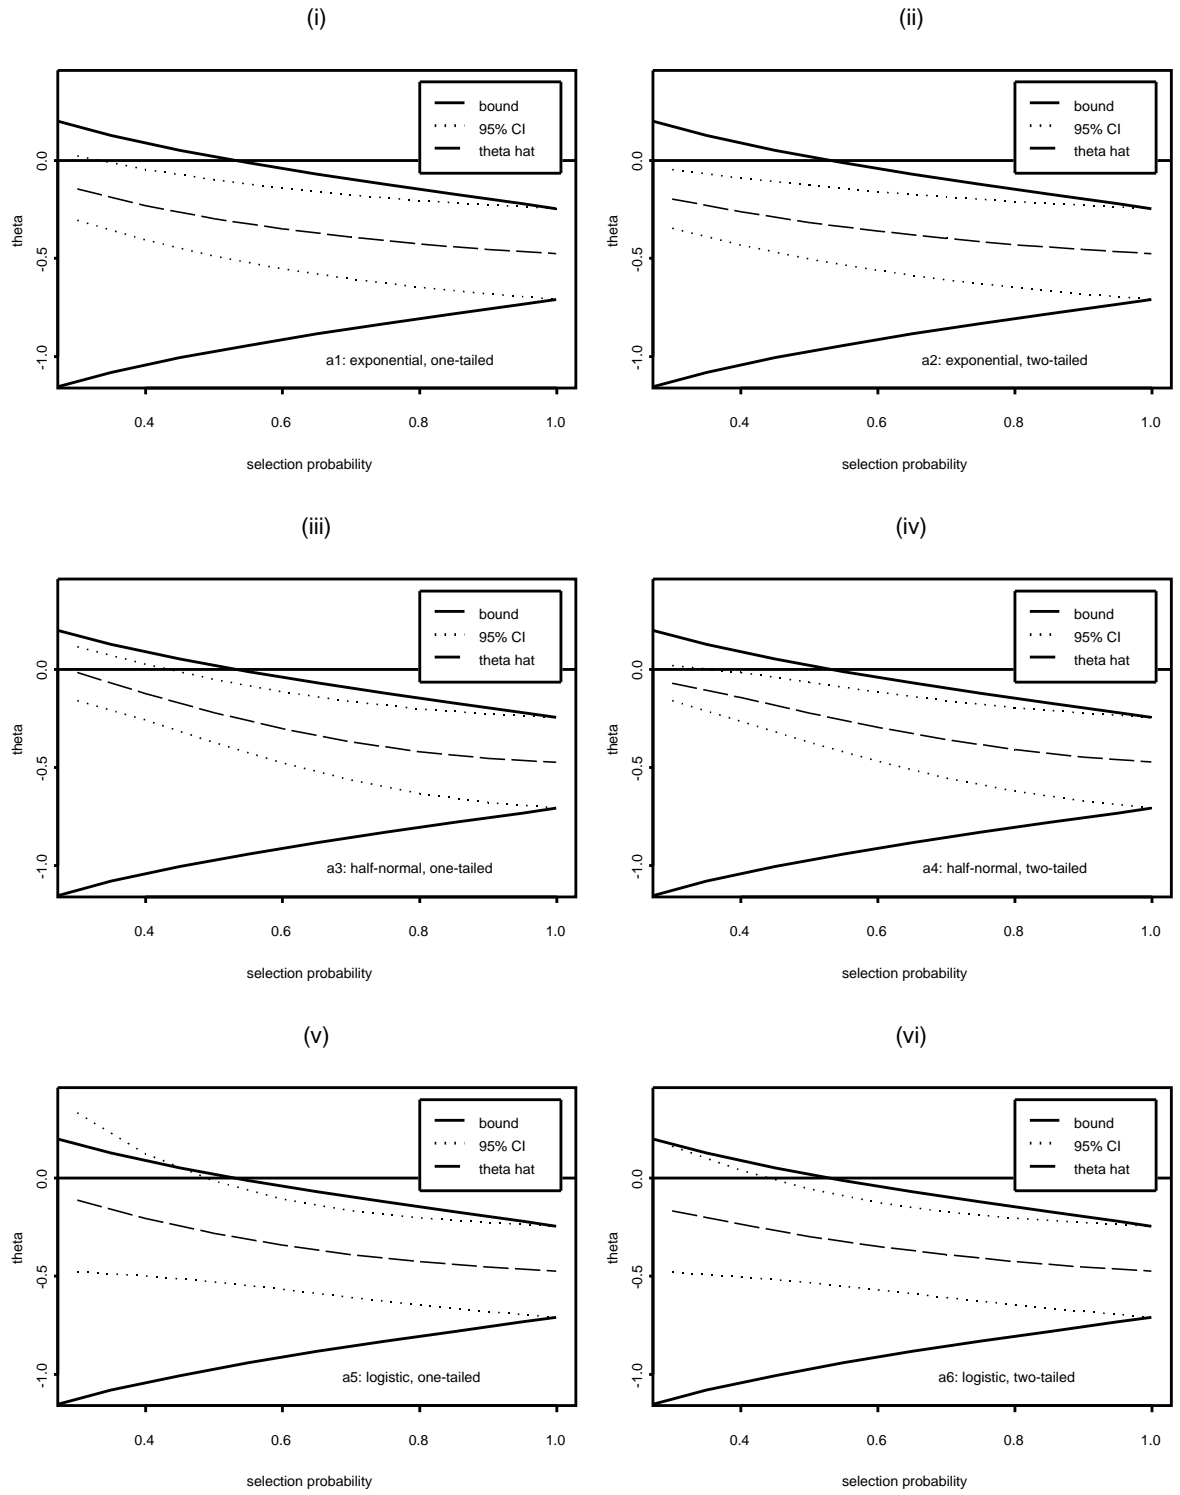 (i)
bound
95% CI
theta hat
theta
0.0
-0.5
-1.0
a1: exponential, one-tailed
0.4 0.6 0.8 1.0
selection probability
(ii)
bound
95% CI
theta hat
theta
0.0
-0.5
-1.0
a2: exponential, two-tailed
0.4 0.6 0.8 1.0
selection probability
(iii)
bound
95% CI
theta hat
theta
0.0
-0.5
-1.0
a3: half-normal, one-tailed
0.4 0.6 0.8 1.0
selection probability
(iv)
bound
95% CI
theta hat
theta
0.0
-0.5
-1.0
a4: half-normal, two-tailed
0.4 0.6 0.8 1.0
selection probability
(v)
bound
95% CI
theta hat
theta
0.0
-0.5
-1.0
a5: logistic, one-tailed
0.4 0.6 0.8 1.0
selection probability
(vi)
bound
95% CI
theta hat
theta
0.0
-0.5
-1.0
a6: logistic, two-tailed
0.4 0.6 0.8 1.0
selection probability